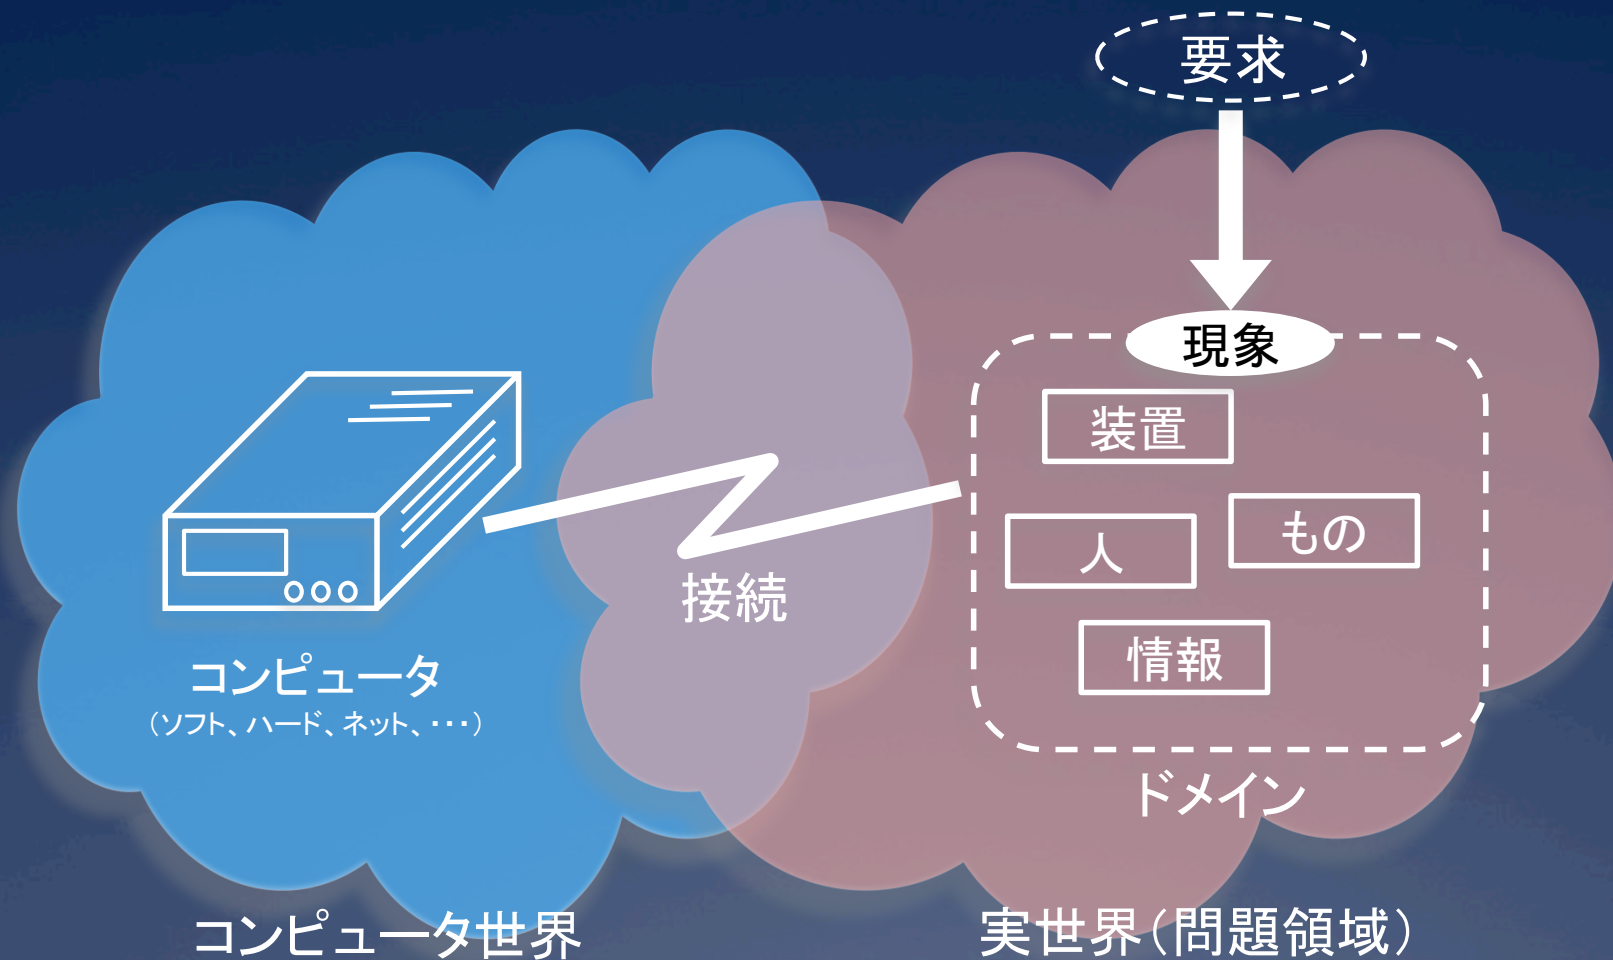 要求
現象
装置
もの
人
情報
ドメイン
接続
コンピュータ
(ソフト、ハード、ネット、・・・)
コンピュータ世界
実世界(問題領域)